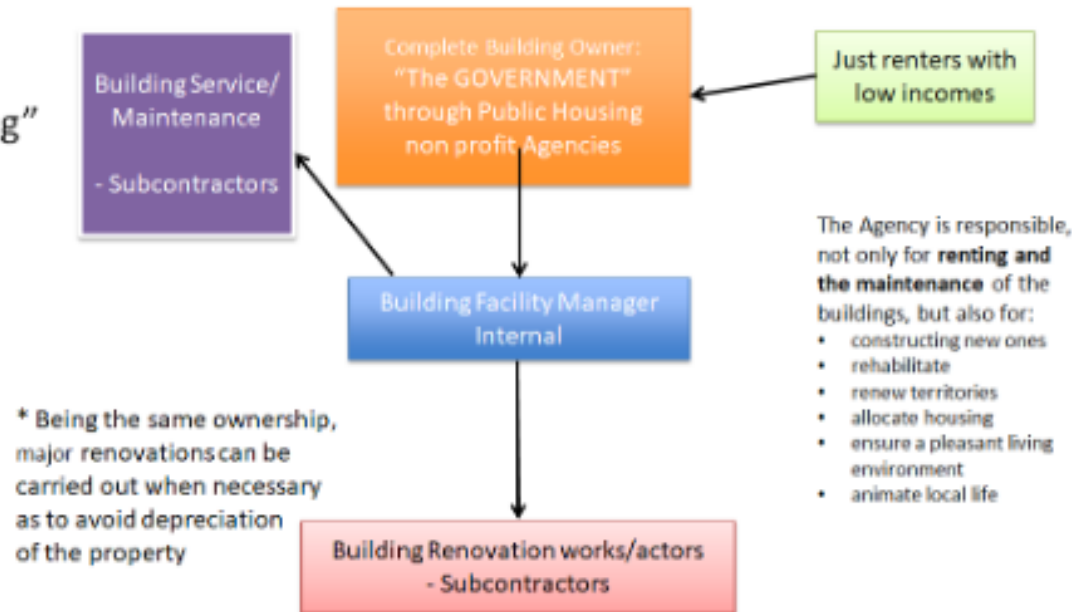 g"
Building Service/
Maintenance
- Subcontractors
Complete Building Owner:
"The GOVERNMENT"
through Public Housing
non profit Agencies
Just renters with
low incomes
The Agency is responsible,
not only for renting and
the maintenance of the
buildings, but also for:
• constructing new ones
• rehabilitate
• renew territories
• allocate housing
• ensure a pleasant living
environment
• animate local life
Building Facility Manager
Internal
* Being the same ownership,
major renovations can be
carried out when necessary
as to avoid depreciation
of the property
Building Renovation works/actors
- Subcontractors